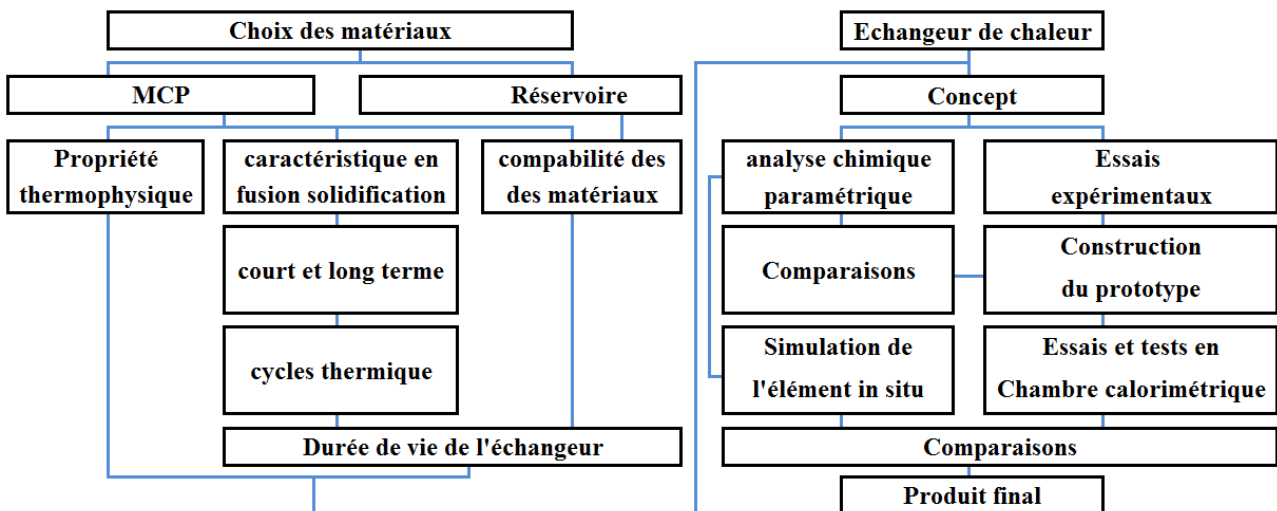 Choix des matériaux
MCP
Réservoire
Propriété
thermophysique
caractéristique en
fusion solidification
compabilité des
des matériaux
court et long terme
cycles thermique
Durée de vie de l'échangeur
Echangeur de chaleur
Concept
analyse chimique
paramétrique
Essais
expérimentaux
Comparaisons
Construction
du prototype
Simulation de
l'élément in situ
Essais et tests en
Chambre calorimétrique
Comparaisons
Produit final